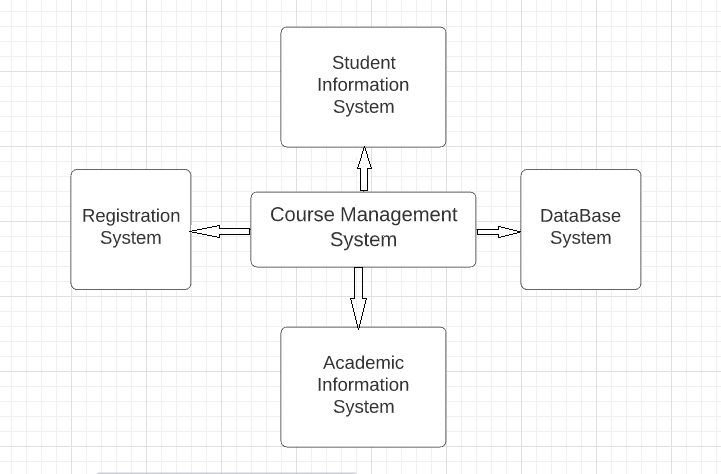 Student
Information
System
Registration
System
Course Management
System
DataBase
System
Academic
Information
System